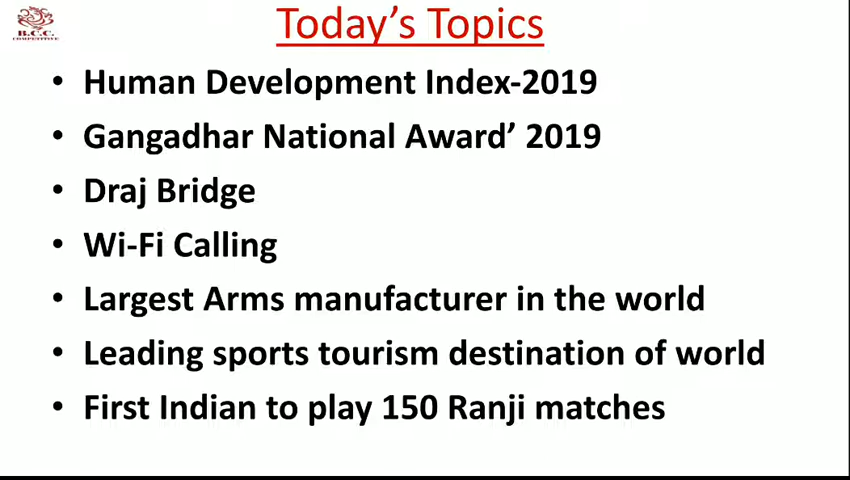 B.C.C.
COMPETITIVE
Today’s Topics
• Human Development Index-2019
• Gangadhar National Award’ 2019
• Draj Bridge
• Wi-Fi Calling
• Largest Arms manufacturer in the world
• Leading sports tourism destination of world
• First Indian to play 150 Ranji matches